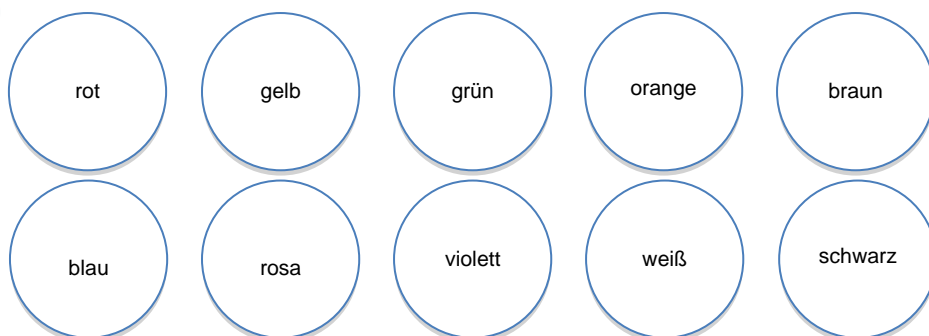 rot gelb grün orange braun
blau rosa violett weiß schwarz